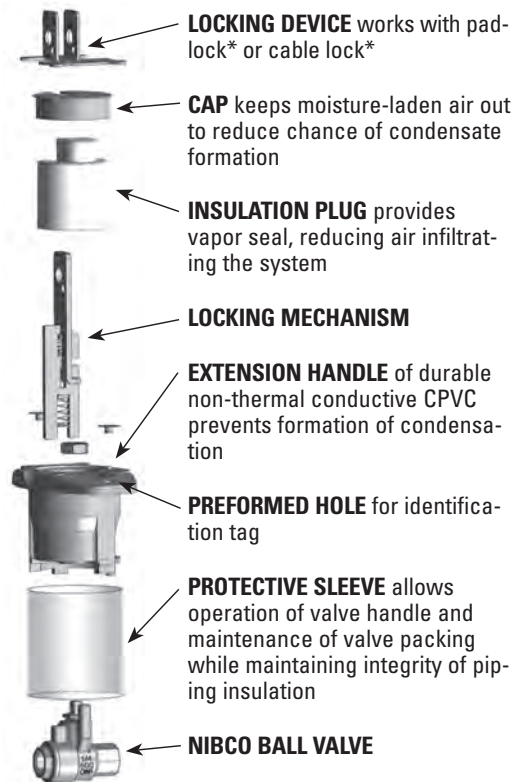 LOCKING DEVICE works with pad-
lock* or cable lock*
CAP keeps moisture-laden air out
to reduce chance of condensate
formation
INSULATION PLUG provides
vapor seal, reducing air infiltrat-
ing the system
LOCKING MECHANISM
EXTENSION HANDLE of durable
non-thermal conductive CPVC
prevents formation of condensa-
tion
PREFORMED HOLE for identifica-
tion tag
PROTECTIVE SLEEVE allows
operation of valve handle and
maintenance of valve packing
while maintaining integrity of pip-
ing insulation
NIBCO BALL VALVE